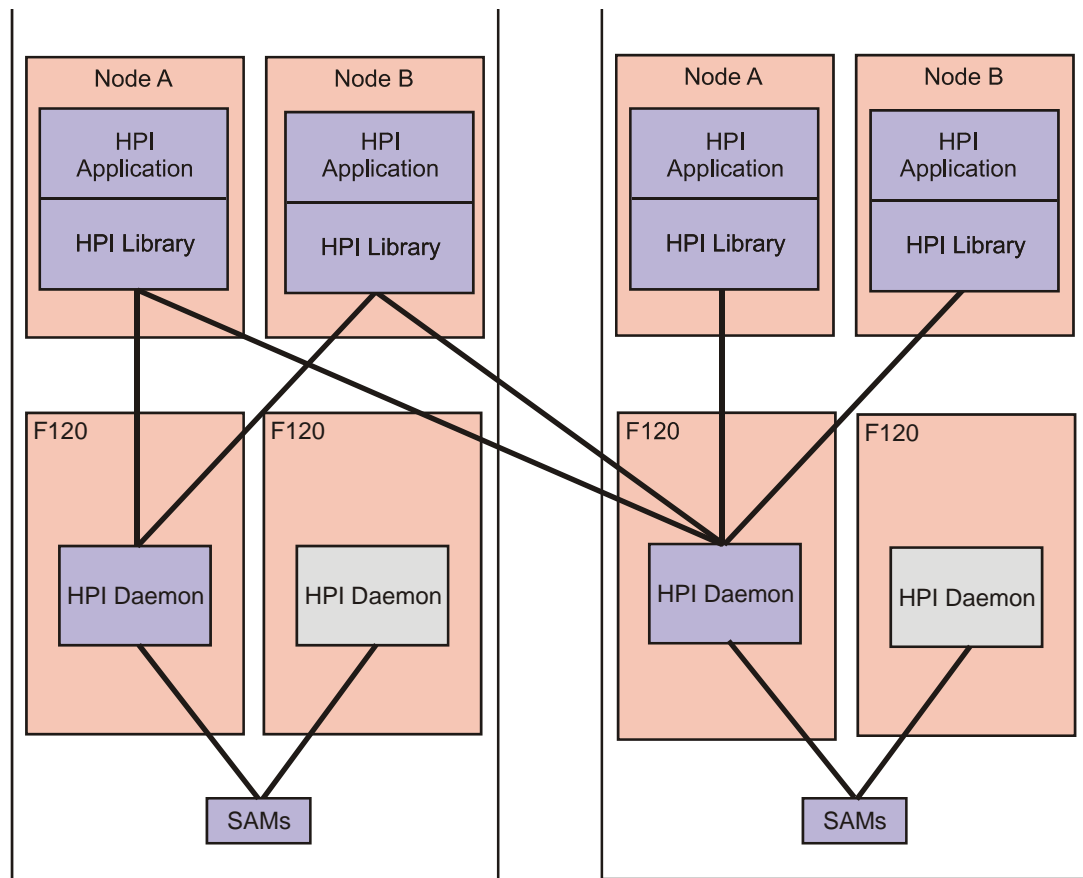 Node A
HPI
Application
HPI Library
Node B
HPI
Application
HPI Library
Node A
HPI
Application
HPI Library
Node B
HPI
Application
HPI Library
F120
HPI Daemon
F120
HPI Daemon
SAMs
F120
HPI Daemon
F120
HPI Daemon
SAMs